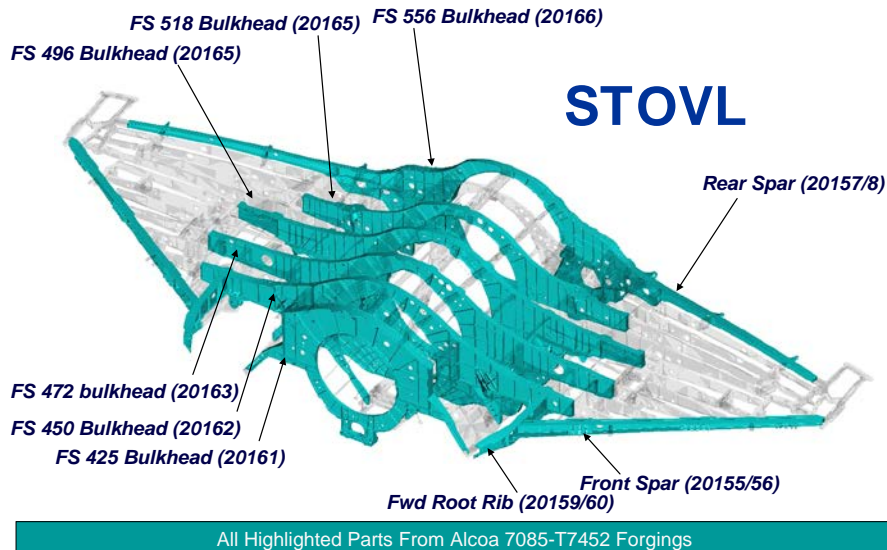 FS 518 Bulkhead (20165)
FS 556 Bulkhead (20166)
FS 496 Bulkhead (20165)
STOVL
Rear Spar (20157/8)
FS 472 bulkhead (20163)
FS 450 Bulkhead (20162)
FS 425 Bulkhead (20161)
Front Spar (20155/56)
Fwd Root Rib (20159/60)
All Highlighted Parts From Alcoa 7085-T7452 Forgings